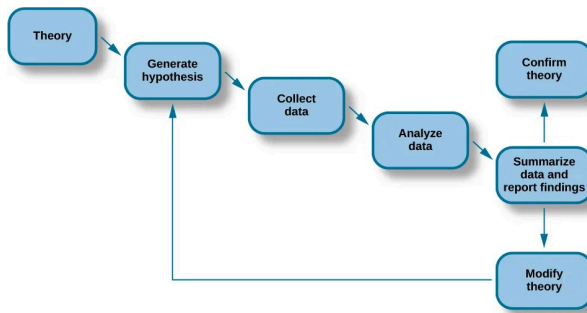 Theory
Generate
hypothesis
Collect
data
Analyze
data
Confirm
theory
Summarize
data and
report findings
Modify
theory